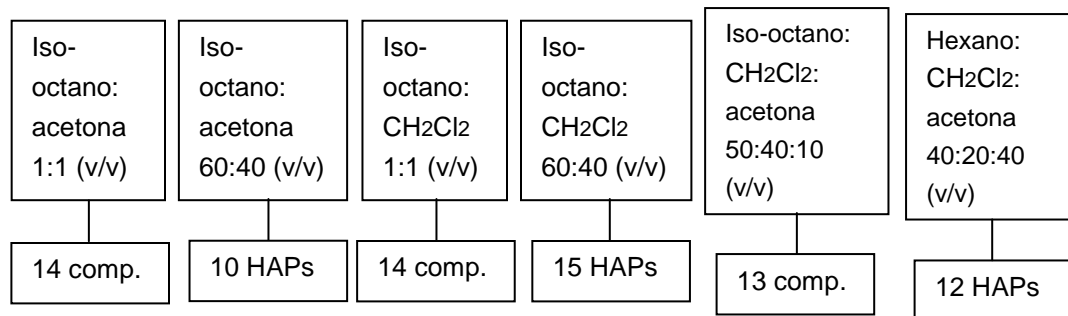 Iso-
octano:
acetona
1:1 (v/v)
14 comp.
Iso-
octano:
acetona
60:40 (v/v)
10 HAPs
Iso-
octano:
CH2Cl2
1:1 (v/v)
14 comp.
Iso-
octano:
CH2Cl2
60:40 (v/v)
15 HAPs
Iso-octano:
CH2Cl2:
acetona
50:40:10
(v/v)
13 comp.
Hexano:
CH2Cl2:
acetona
40:20:40
(v/v)
12 HAPs